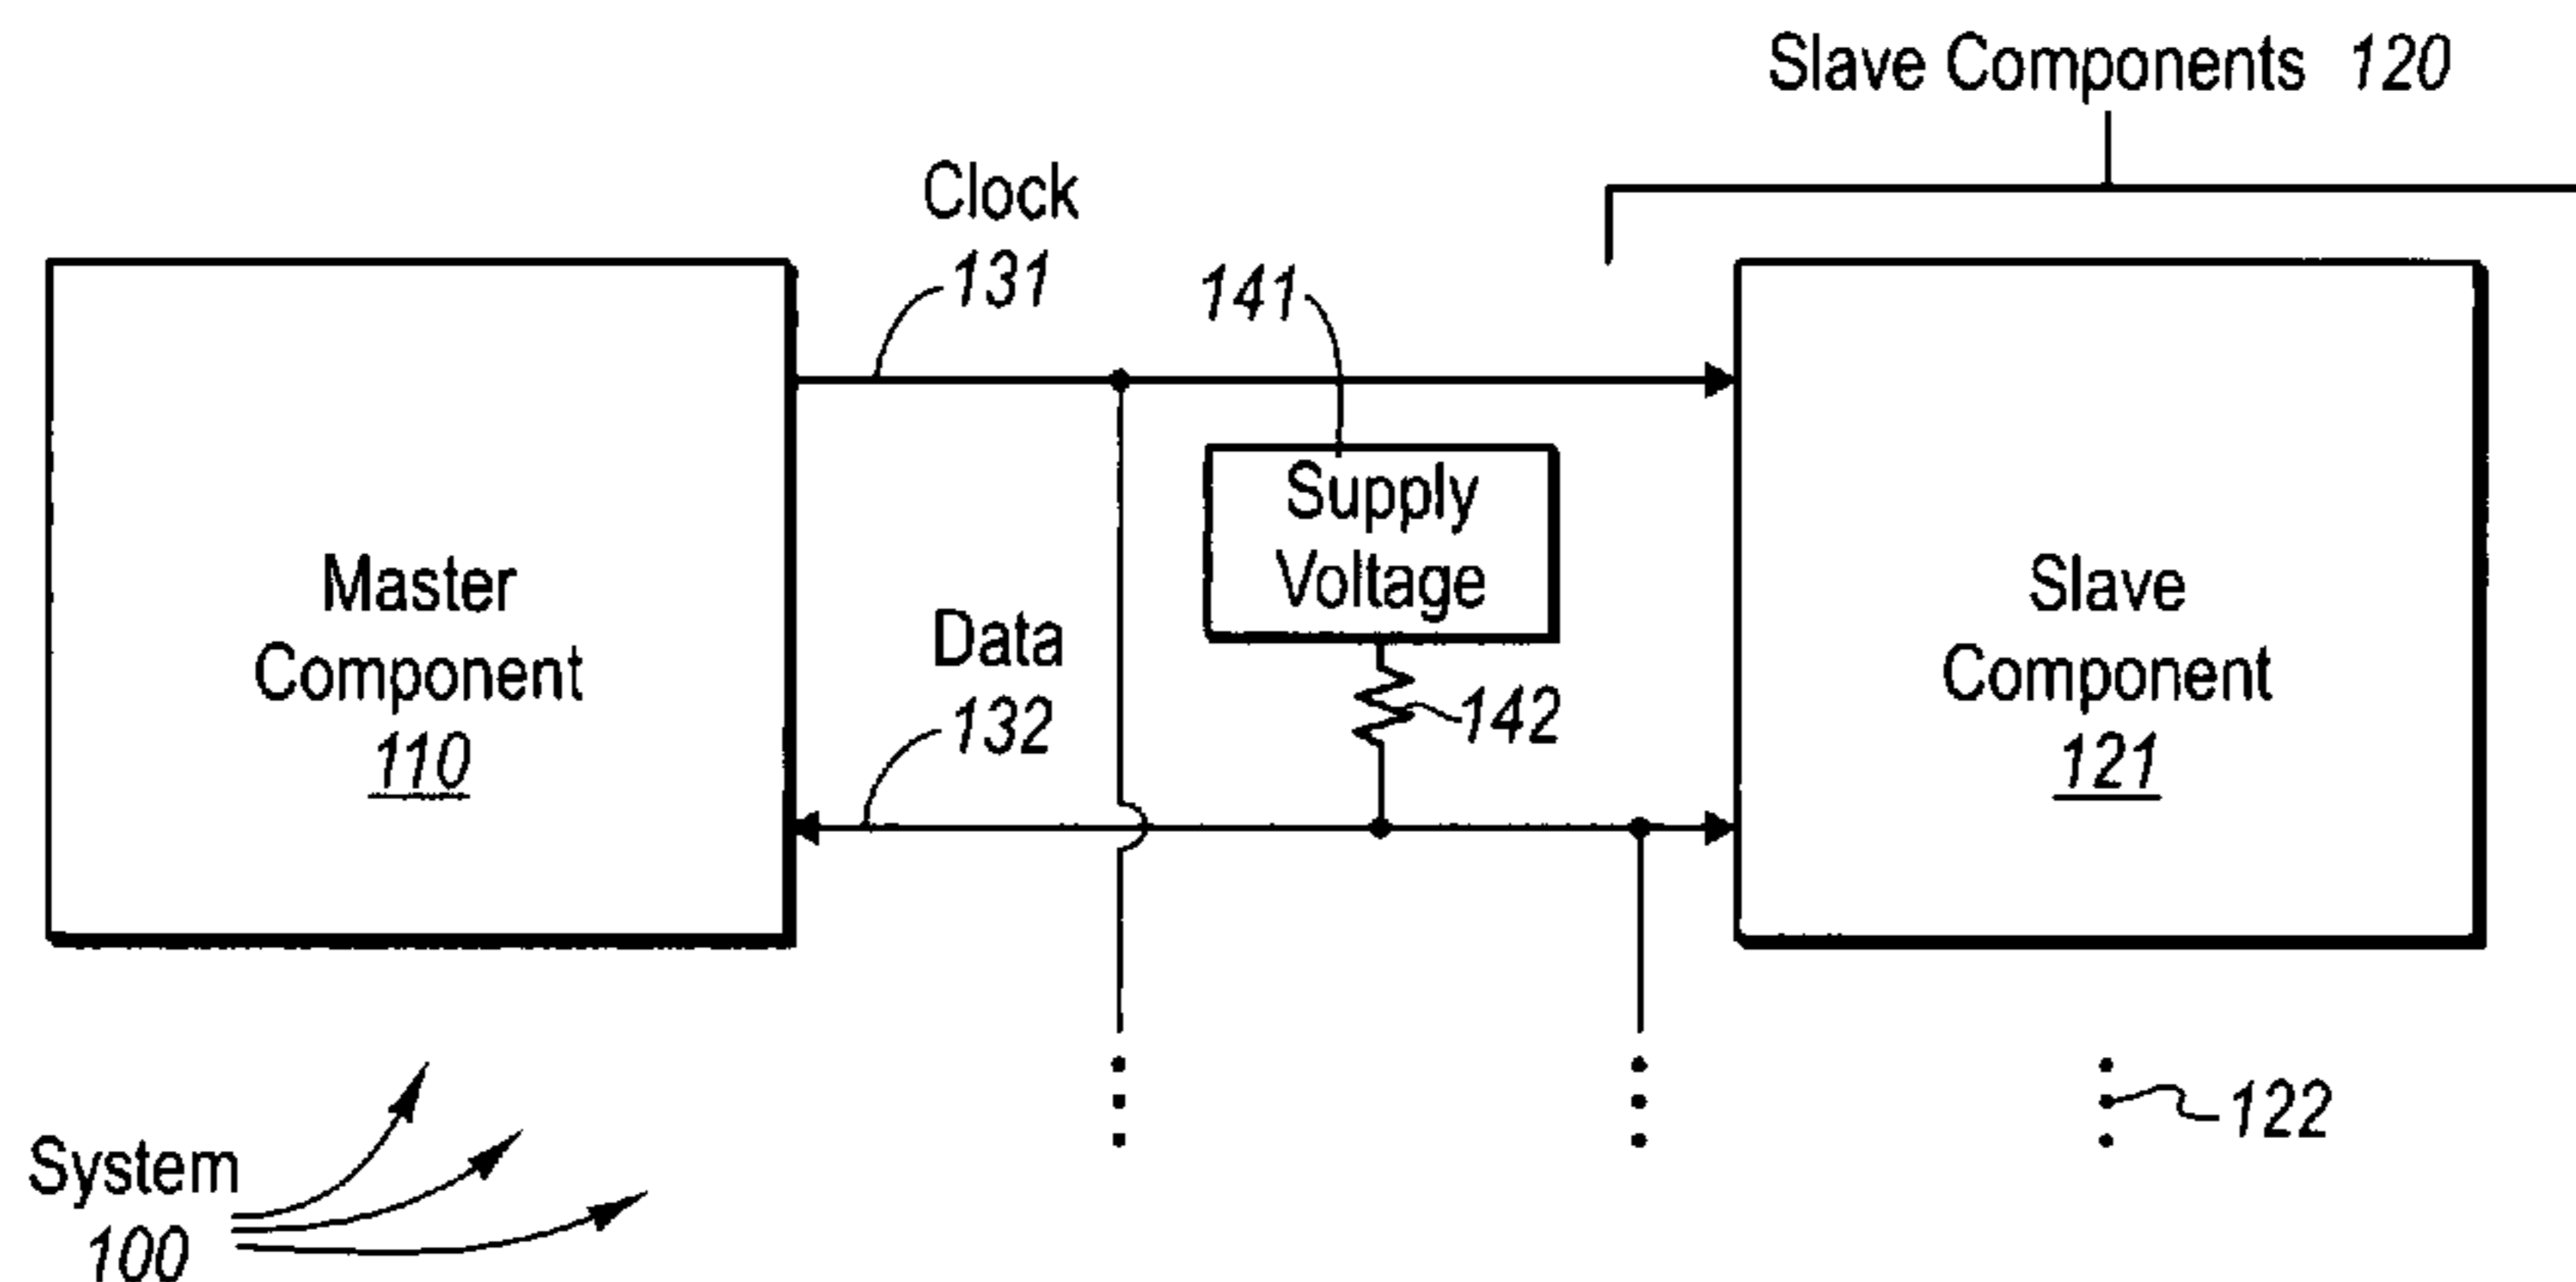 Slave Components 120
Clock
131
141
Supply
Voltage
Master
Component
110
Data
132
142
Slave
Component
121
122
System
100